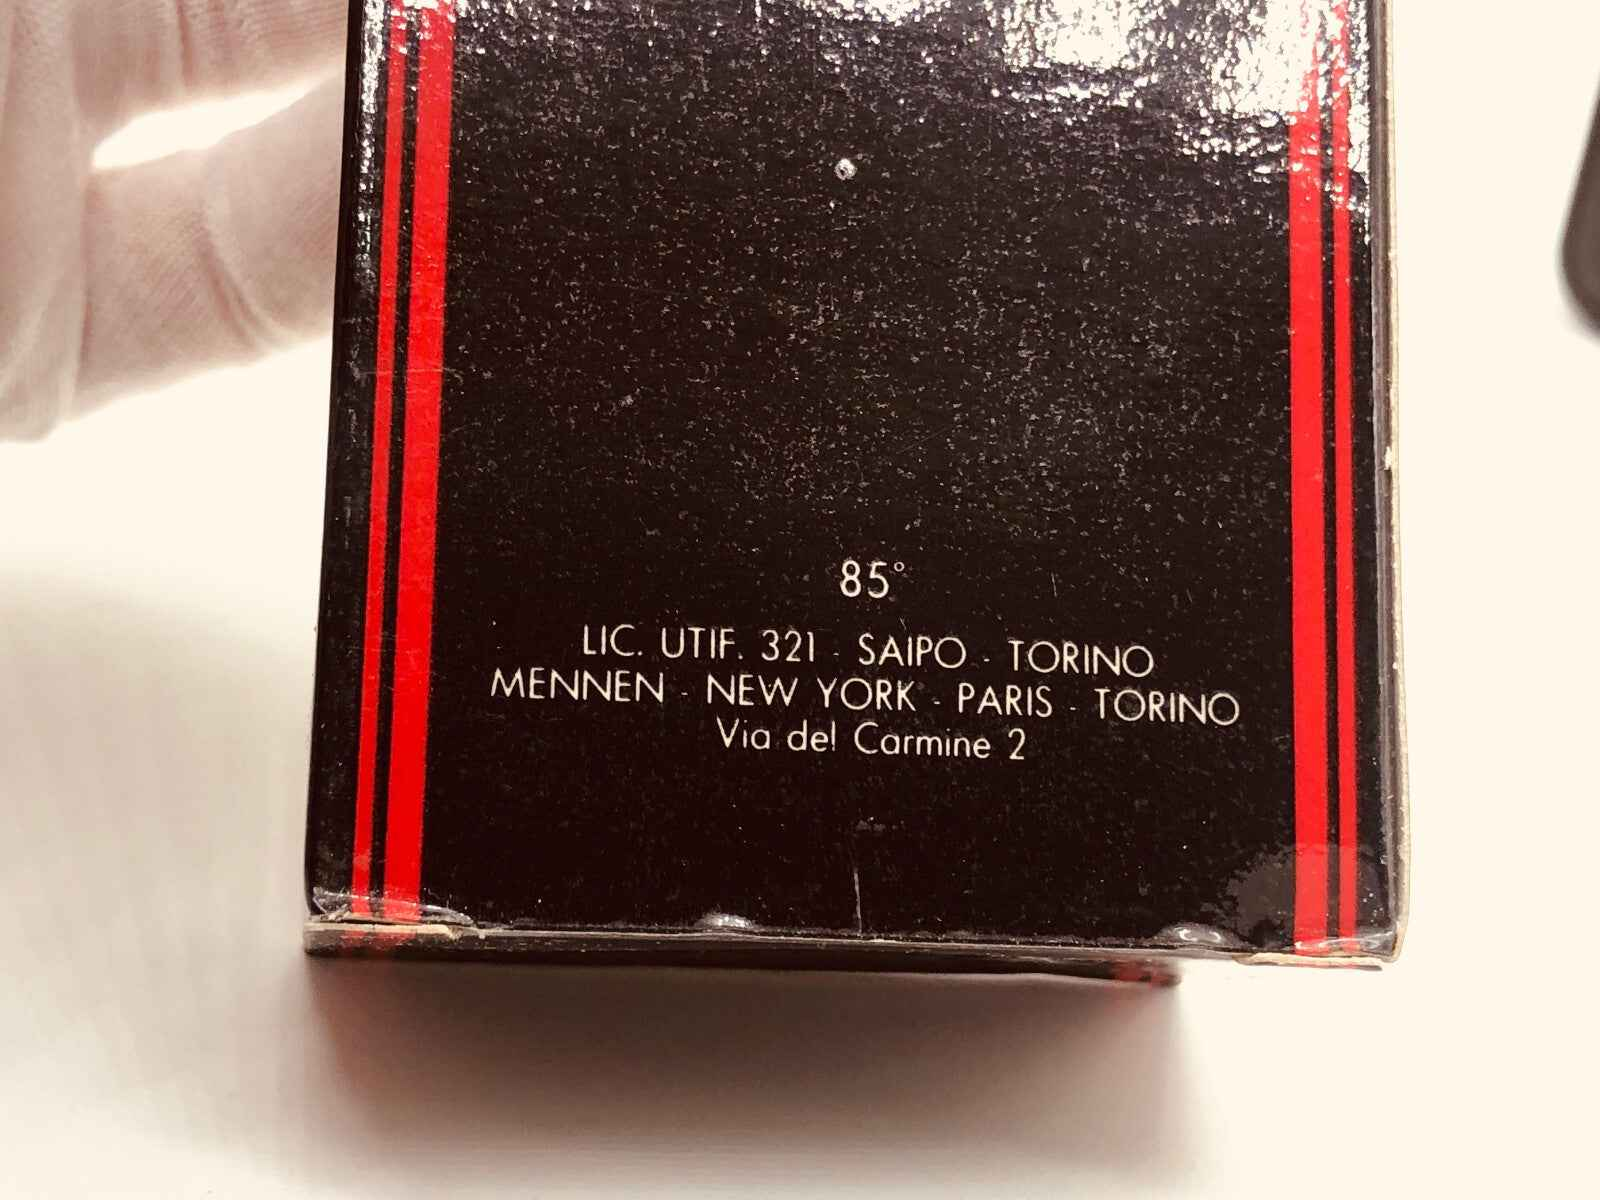 85°
LIC. UTIF. 321 - SAIPO - TORINO
MENNEN - NEW YORK - PARIS - TORINO
Via del Carmine 2